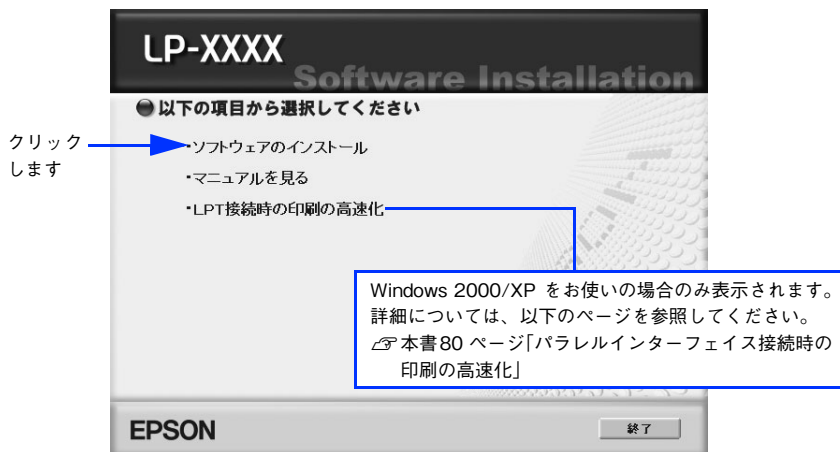 LP-XXXX
Software Installation
以下の項目から選択してください
クリック
します
・ソフトウェアのインストール
・マニュアルを見る
・LPT接続時の印刷の高速化
Windows 2000/XP をお使いの場合のみ表示されます。
詳細については、以下のページを参照してください。
本書80 ページ「パラレルインターフェイス接続時の
印刷の高速化」
EPSON
終了